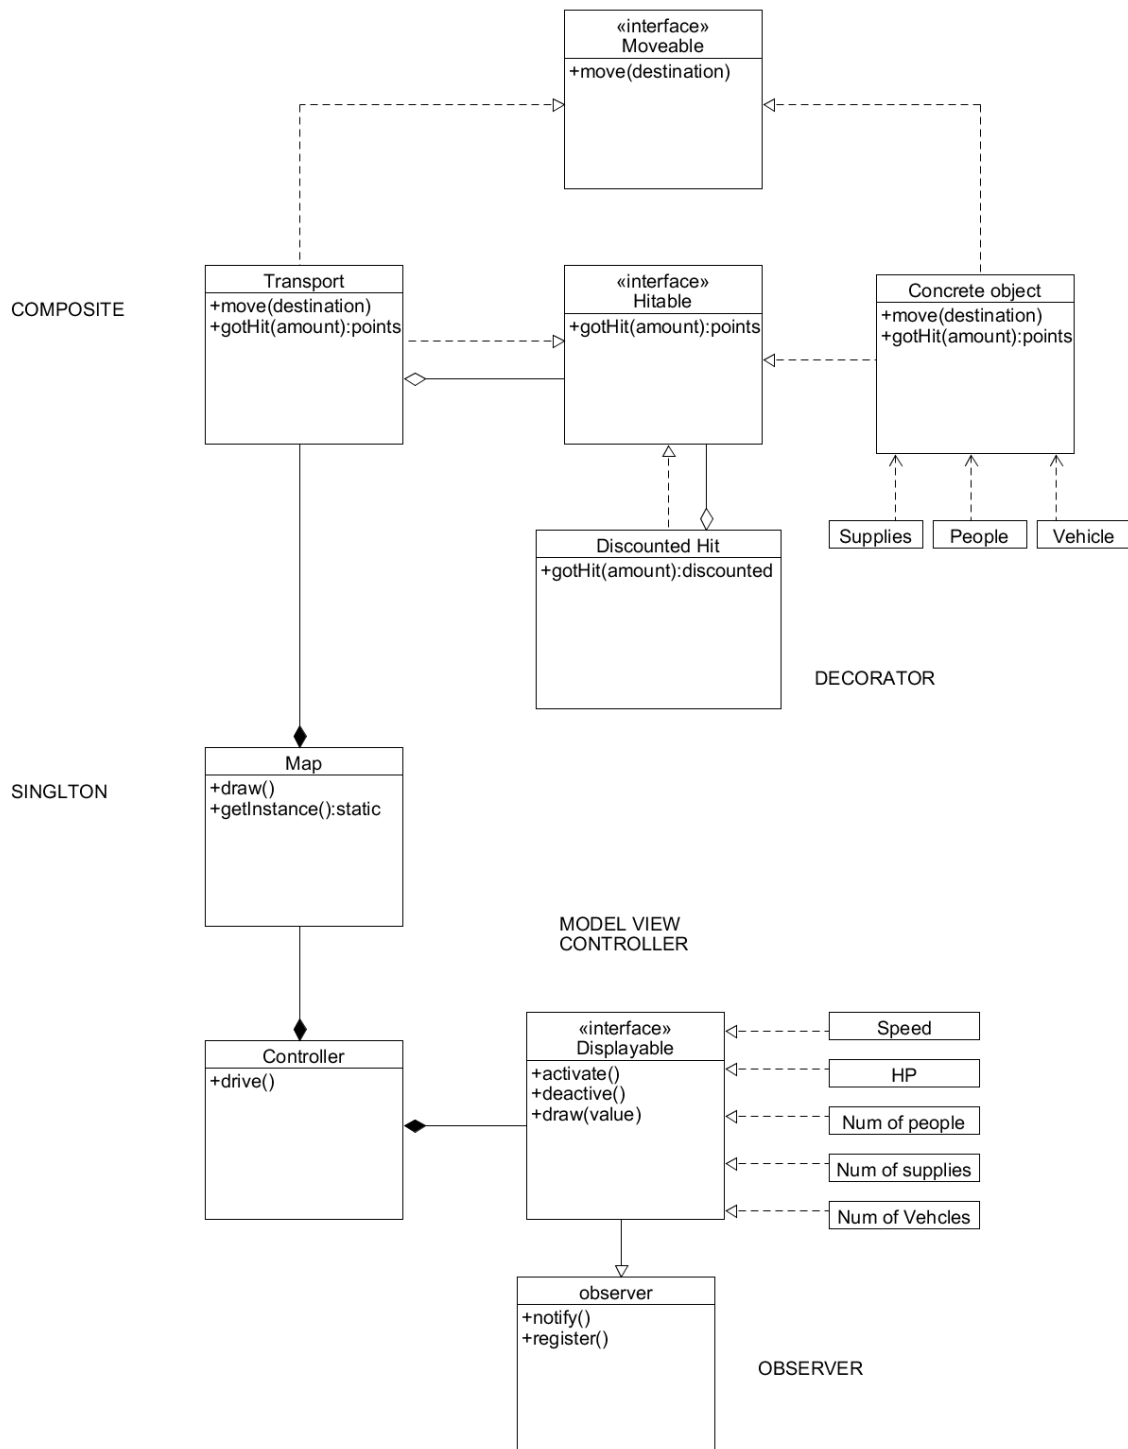 «interface»
Moveable
+move(destination)
COMPOSITE
Transport
+move(destination)
+gotHit(amount):points
«interface»
Hitable
+gotHit(amount):points
Concrete object
+move(destination)
+gotHit(amount):points
Supplies
People
Vehicle
Discounted Hit
+gotHit(amount):discounted
DECORATOR
SINGLTON
Map
+draw()
+getInstance():static
MODEL VIEW
CONTROLLER
Controller
+drive()
«interface»
Displayable
+activate()
+deactive()
+draw(value)
Speed
HP
Num of people
Num of supplies
Num of Vehcles
observer
+notify()
+register()
OBSERVER